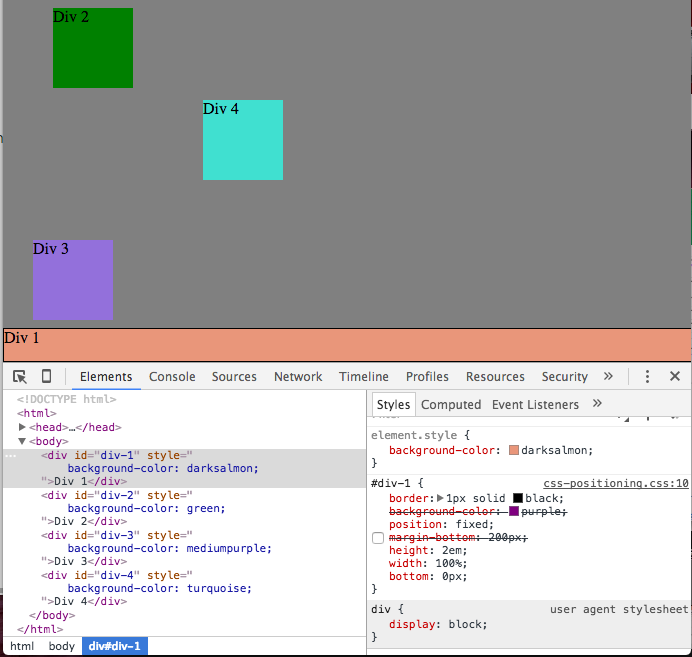 Div 2
Div 4
Div 3
Div 1
Elements Console Sources Network Timeline Profiles Resources Security »
<!DOCTYPE html>
<html>
<head>…</head>
<body>
<div id="div-1" style="
background-color: darksalmon;
">Div 1</div>
<div id="div-2" style="
background-color: green;
">Div 2</div>
<div id="div-3" style="
background-color: mediumpurple;
">Div 3</div>
<div id="div-4" style="
background-color: turquoise;
">Div 4</div>
</body>
</html>
html body div#div-1
Styles Computed Event Listeners »
element.style {
background-color: darksalmon;
}
#div-1 { css-positioning.css:10
border: 1px solid black;
background-color: purple;
position: fixed;
margin-bottom: 200px;
height: 2em;
width: 100%;
bottom: 0px;
}
div { user agent stylesheet
display: block;
}